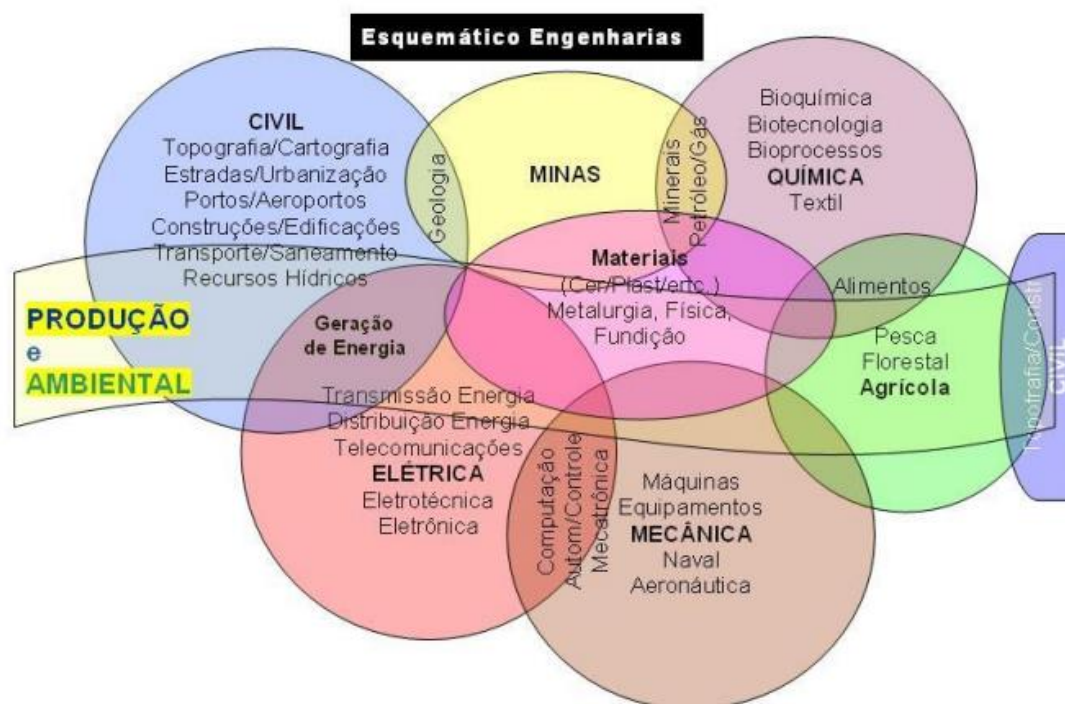 Esquemático Engenharias
CIVIL
Topografia/Cartografia
Estradas/Urbanização
Portos/Aeroportos
Construções/Edificações
Transporte/Saneamento
Recursos Hídricos
Geologia
MINAS
Minerais
Petróleo/Gás
Bioquímica
Biotecnologia
Bioprocessos
QUÍMICA
Textil
Materiais
(Cer/Plast/ertc.)
Metalurgia, Física,
Fundição
Alimentos
Pesca
Florestal
Agrícola
CIVIL
PRODUÇÃO
e
AMBIENTAL
Geração
de Energia
Transmissão Energia
Distribuição Energia
Telecomunicações
ELÉTRICA
Eletrotécnica
Eletrônica
Computação
Autom/Controle
Mecatrônica
Máquinas
Equipamentos
MECÂNICA
Naval
Aeronáutica